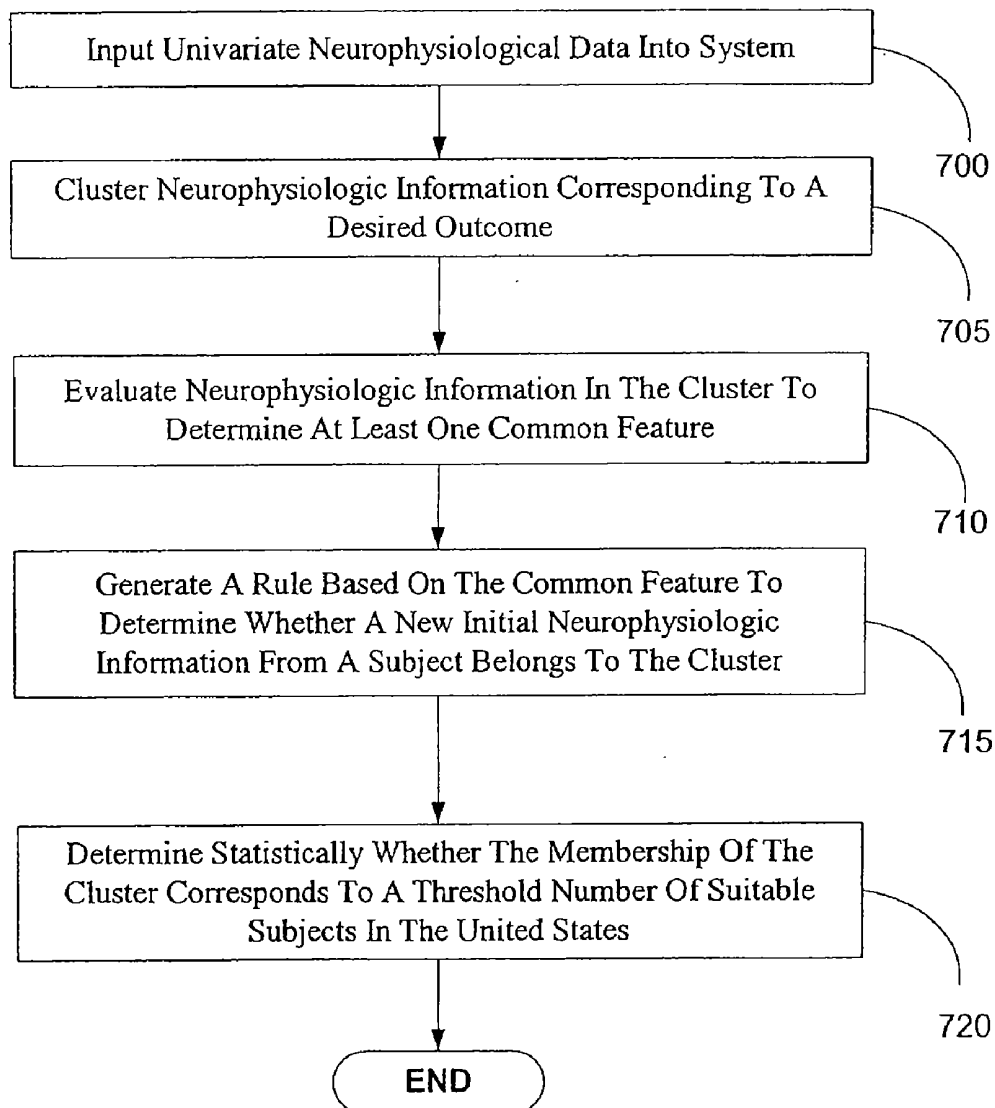 Input Univariate Neurophysiological Data Into System
700
Cluster Neurophysiologic Information Corresponding To A
Desired Outcome
705
Evaluate Neurophysiologic Information In The Cluster To
Determine At Least One Common Feature
710
Generate A Rule Based On The Common Feature To
Determine Whether A New Initial Neurophysiologic
Information From A Subject Belongs To The Cluster
715
Determine Statistically Whether The Membership Of The
Cluster Corresponds To A Threshold Number Of Suitable
Subjects In The United States
720
END